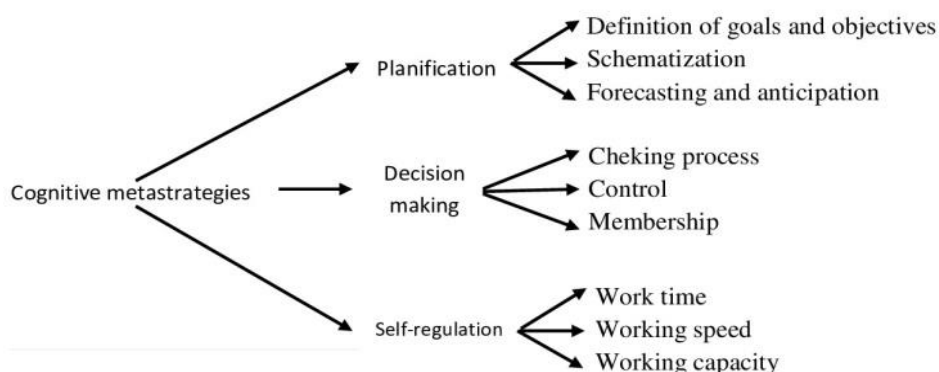 Definition of goals and objectives
Planification
Schematization
Forecasting and anticipation
Cheking process
Cognitive metastrategies
Decision
making
Control
Membership
Work time
Self-regulation
Working speed
Working capacity